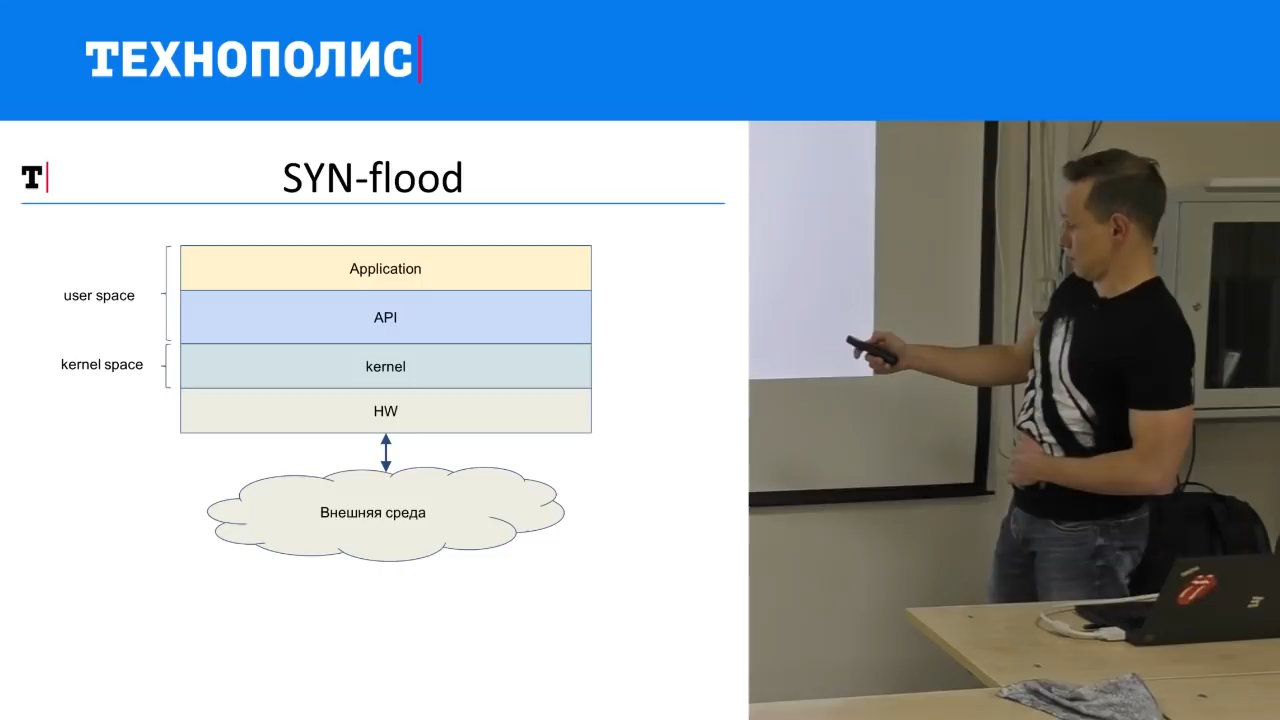 ТЕХНОПОЛИС
Т
SYN-flood
Application
user space
API
kernel space
kernel
HW
Внешняя среда